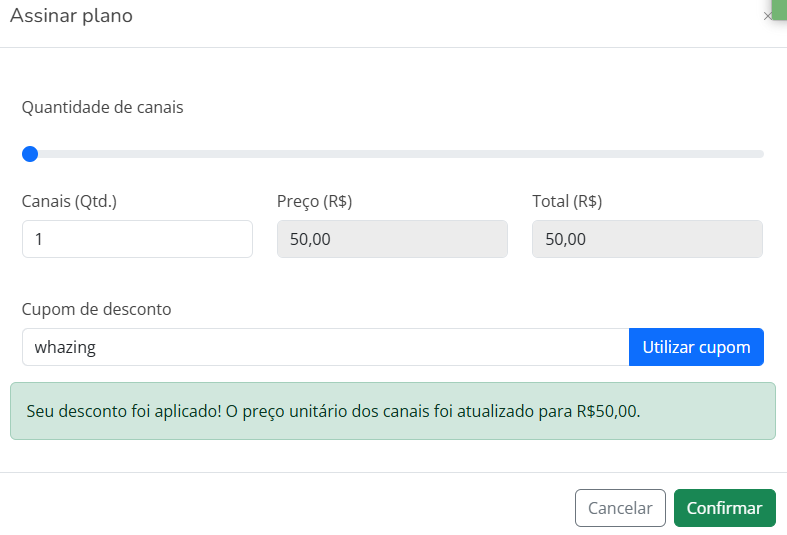 Assinar plano
Quantidade de canais
Canais (Qtd.)
Preço (R$)
Total (R$)
1
50,00
50,00
Cupom de desconto
whazing
Utilizar cupom
Seu desconto foi aplicado! O preço unitário dos canais foi atualizado para R$50,00.
Cancelar
Confirmar